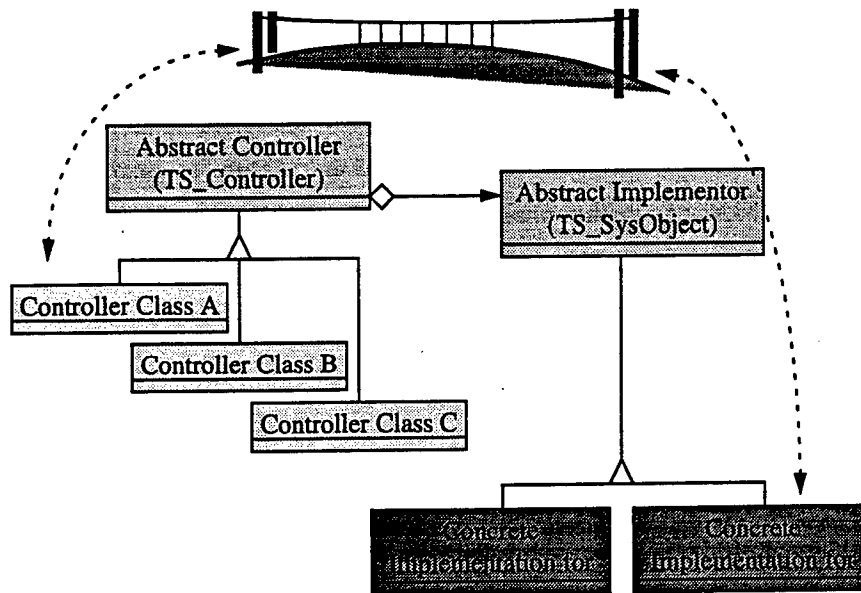 Abstract Controller
(TS_Controller)
Abstract Implementor
(TS_SysObject)
Controller Class A
Controller Class B
Controller Class C
Concrete
Implementation for
Concrete
Implementation for